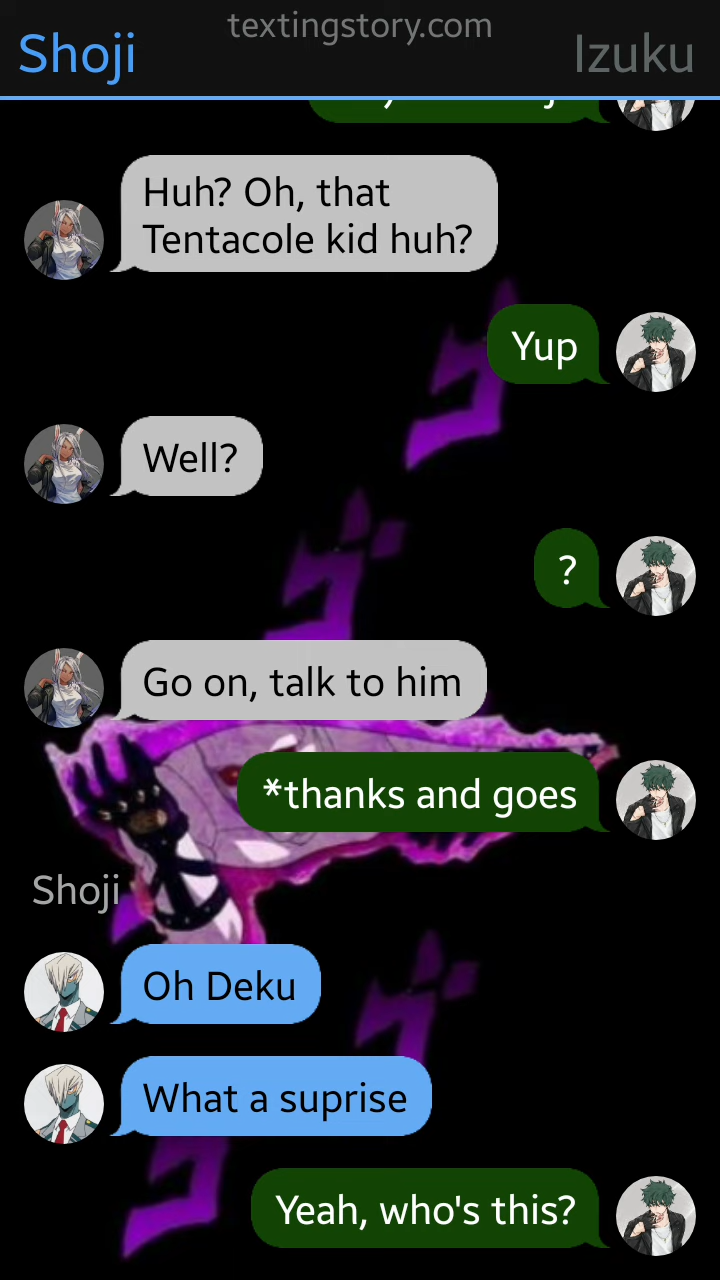 textingstory.com
Shoji
Izuku
Huh? Oh, that
Tentacole kid huh?
Yup
Well?
?
Go on, talk to him
*thanks and goes
Shoji
Oh Deku
What a suprise
Yeah, who's this?